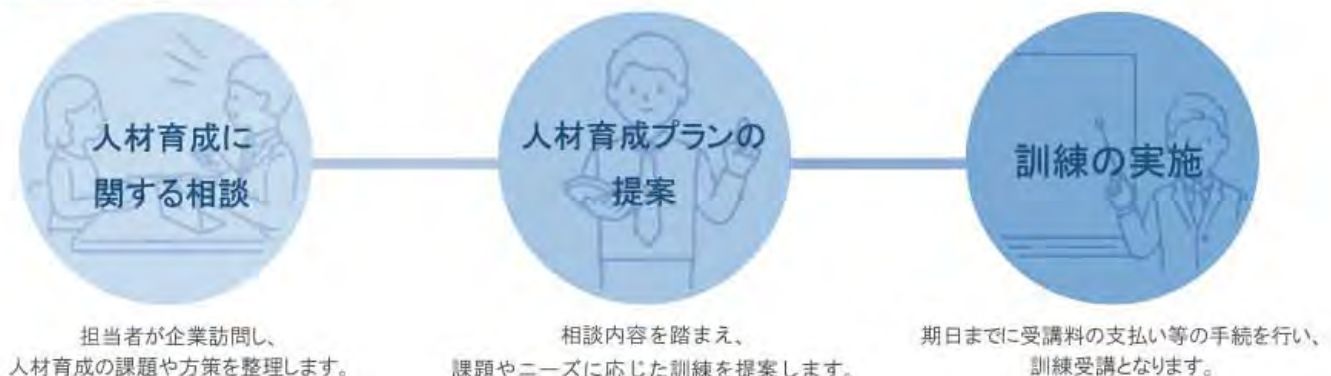 人材育成に
関する相談
担当者が企業訪問し、
人材育成の課題や方策を整理します。
人材育成プランの
提案
相談内容を踏まえ、
課題やニーズに応じた訓練を提案します。
訓練の実施
期日までに受講料の支払い等の手続を行い、
訓練受講となります。